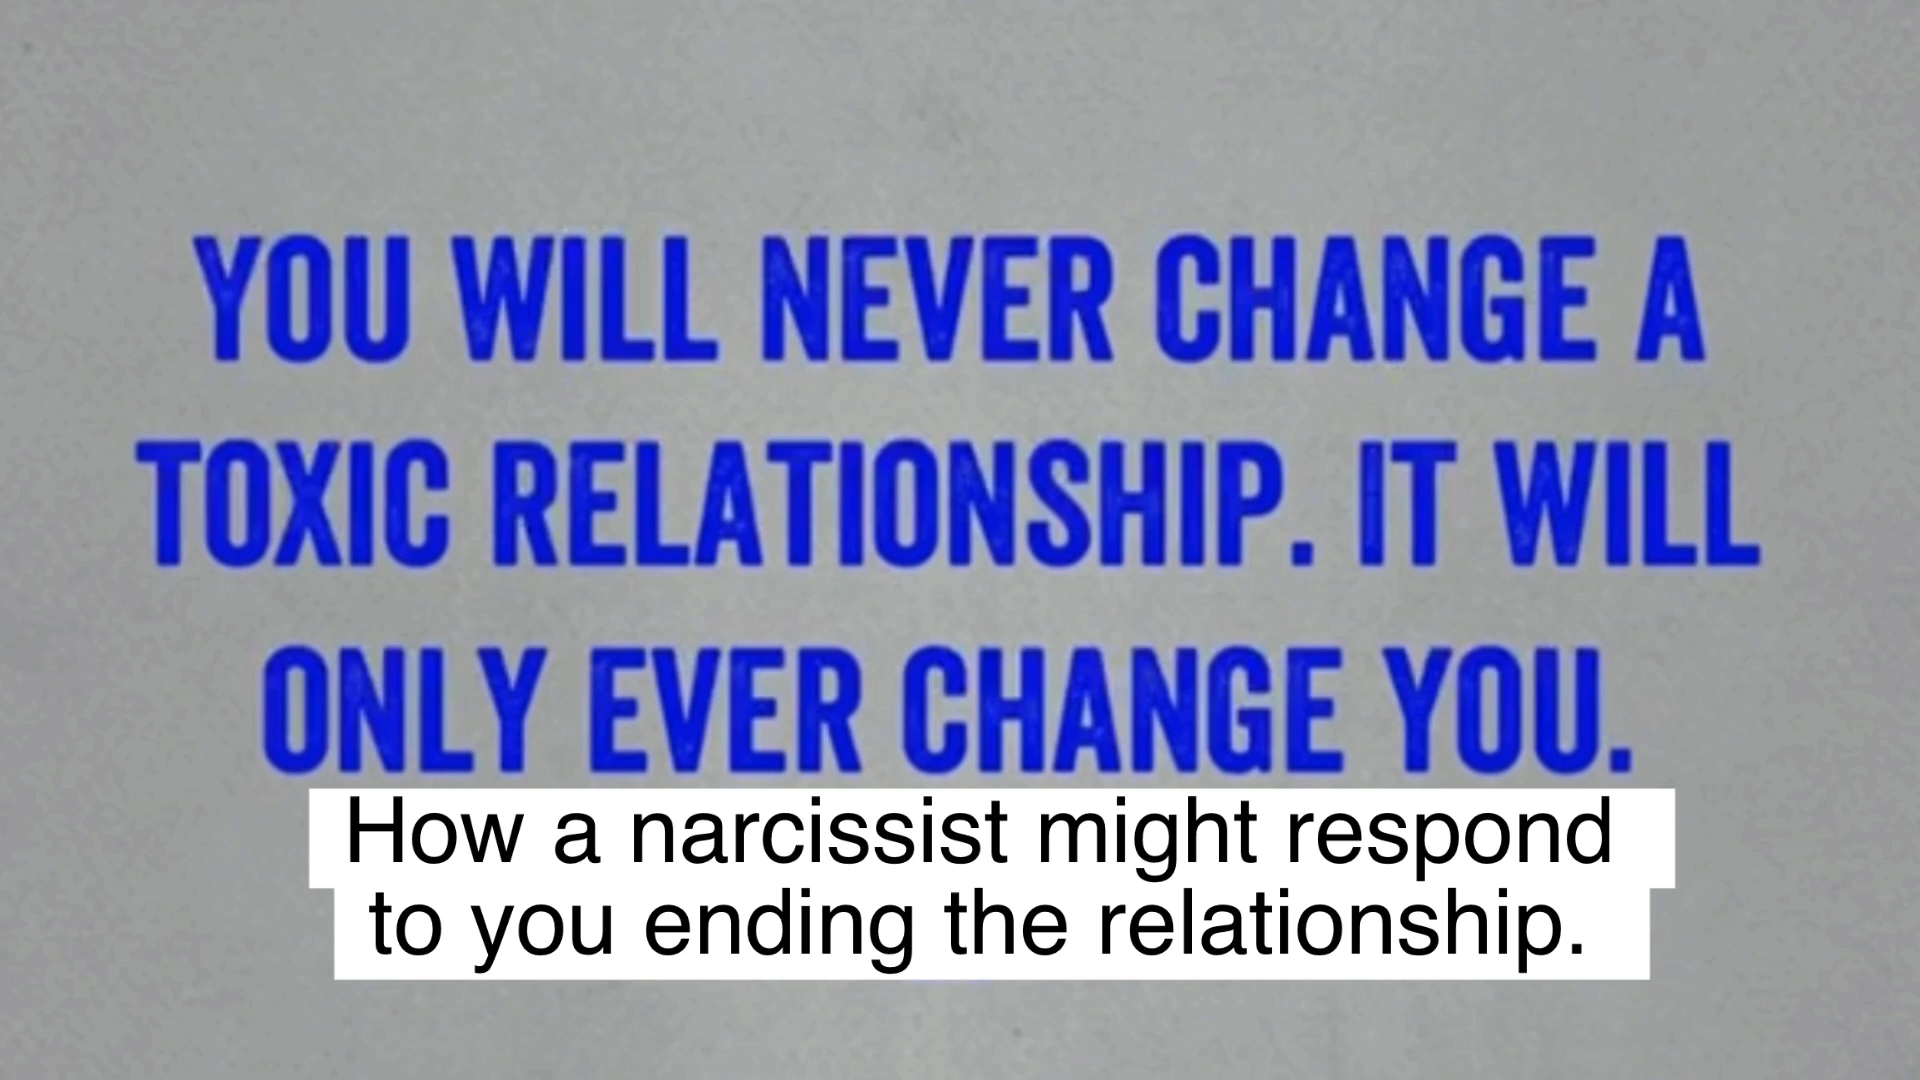 YOU WILL NEVER CHANGE A
TOXIC RELATIONSHIP. IT WILL
ONLY EVER CHANGE YOU.
How a narcissist might respond
to you ending the relationship.